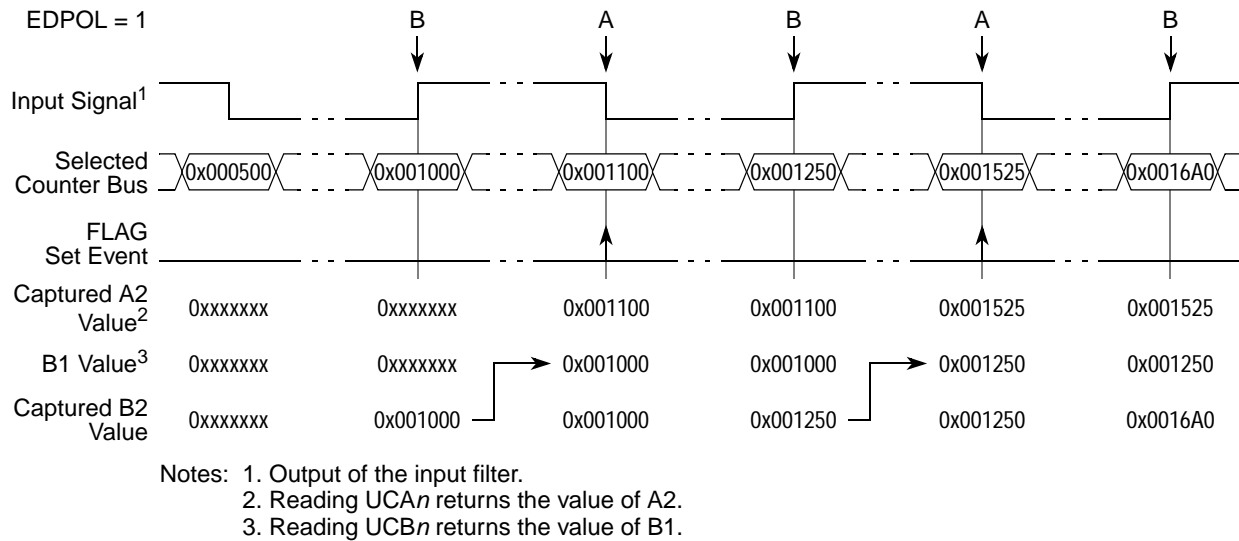 EDPOL = 1 B A B A B
Input Signal1
Selected
Counter Bus 0x000500 0x001000 0x001100 0x001250 0x001525 0x0016A0
FLAG
Set Event
Captured A2
Value2 0xxxxxxx 0xxxxxxx 0x001100 0x001100 0x001525 0x001525
B1 Value3 0xxxxxxx 0xxxxxxx 0x001000 0x001000 0x001250 0x001250
Captured B2
Value 0xxxxxxx 0x001000 0x001000 0x001250 0x001250 0x0016A0
Notes: 1. Output of the input filter.
2. Reading UCAn returns the value of A2.
3. Reading UCBn returns the value of B1.